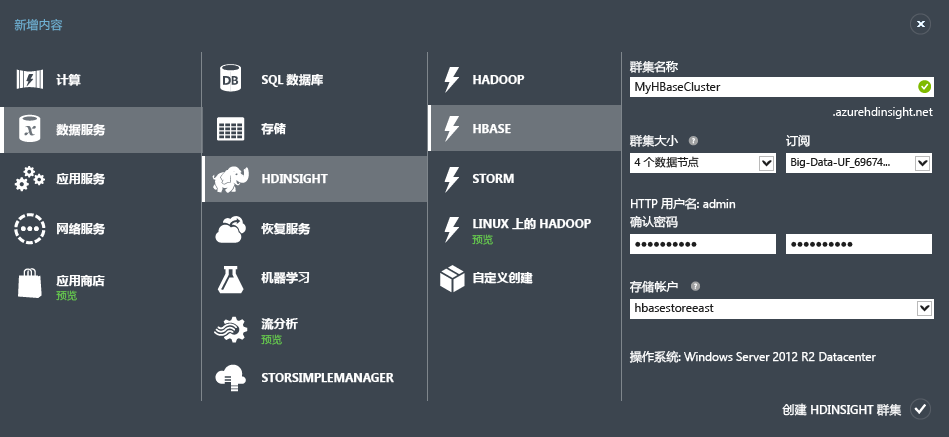 新增内容
计算
数据服务
应用服务
网络服务
应用商店
预览
DB
SQL 数据库
存储
HDINSIGHT
恢复服务
机器学习
流分析
预览
STORSIMPLEMANAGER
HADOOP
HBASE
STORM
LINUX 上的 HADOOP
预览
自定义创建
群集名称
MyHBaseCluster
.azurehdinsight.net
群集大小 ? 订阅
4 个数据节点 Big-Data-UF_69674...
HTTP 用户名: admin
确认密码
●●●●●●●●●● ●●●●●●●●●●
存储帐户 ?
hbasestoreeast
操作系统: Windows Server 2012 R2 Datacenter
创建 HDINSIGHT 群集